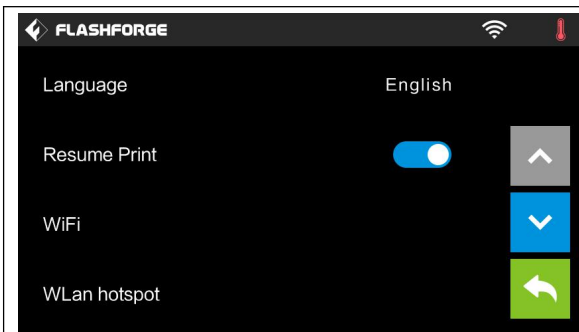 FLASHFORGE
Language English
Resume Print
WiFi
WLan hotspot